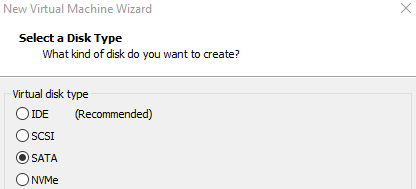 New Virtual Machine Wizard
Select a Disk Type
What kind of disk do you want to create?
Virtual disk type
IDE (Recommended)
SCSI
SATA
NVMe